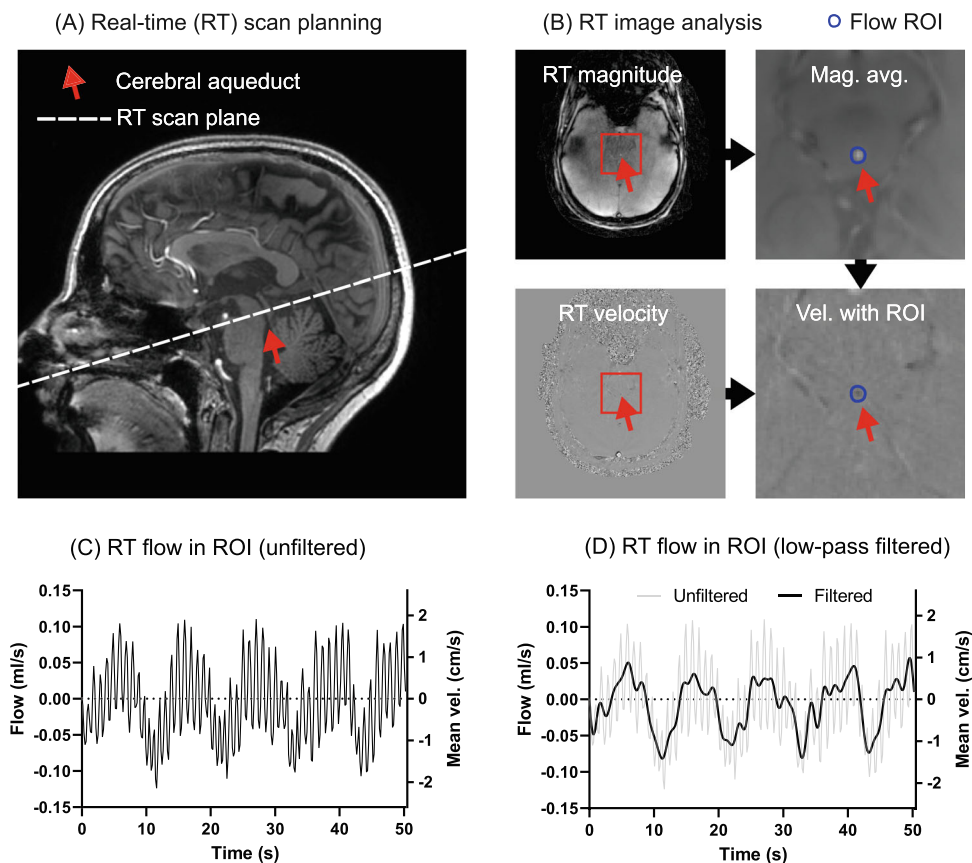 (A) Real-time (RT) scan planning
Cerebral aqueduct
RT scan plane
(B) RT image analysis
Flow ROI
RT magnitude
Mag. avg.
RT velocity
Vel. with ROI
(C) RT flow in ROI (unfiltered)
Flow (ml/s)
0.15
0.10
0.05
0.00
-0.05
-0.10
-0.15
2
1
0
-1
-2
Mean vel. (cm/s)
0 10 20 30 40 50
Time (s)
(D) RT flow in ROI (low-pass filtered)
Unfiltered Filtered
Flow (ml/s)
0.15
0.10
0.05
0.00
-0.05
-0.10
-0.15
2
1
0
-1
-2
Mean vel. (cm/s)
0 10 20 30 40 50
Time (s)